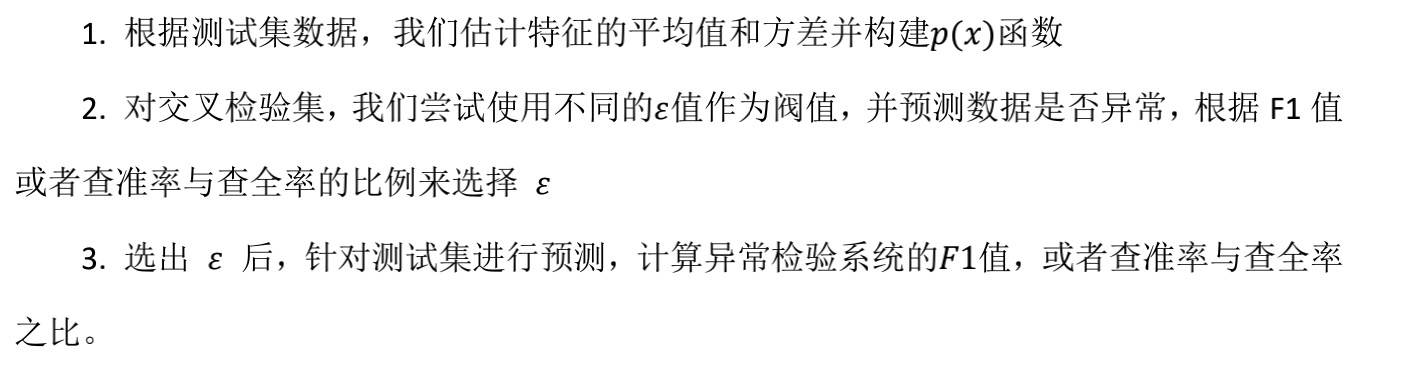 1. 根据测试集数据，我们估计特征的平均值和方差并构建p(x)函数
2. 对交叉检验集，我们尝试使用不同的ε值作为阀值，并预测数据是否异常，根据 F1 值
或者查准率与查全率的比例来选择 ε
3. 选出 ε 后，针对测试集进行预测，计算异常检验系统的F1值，或者查准率与查全率
之比。